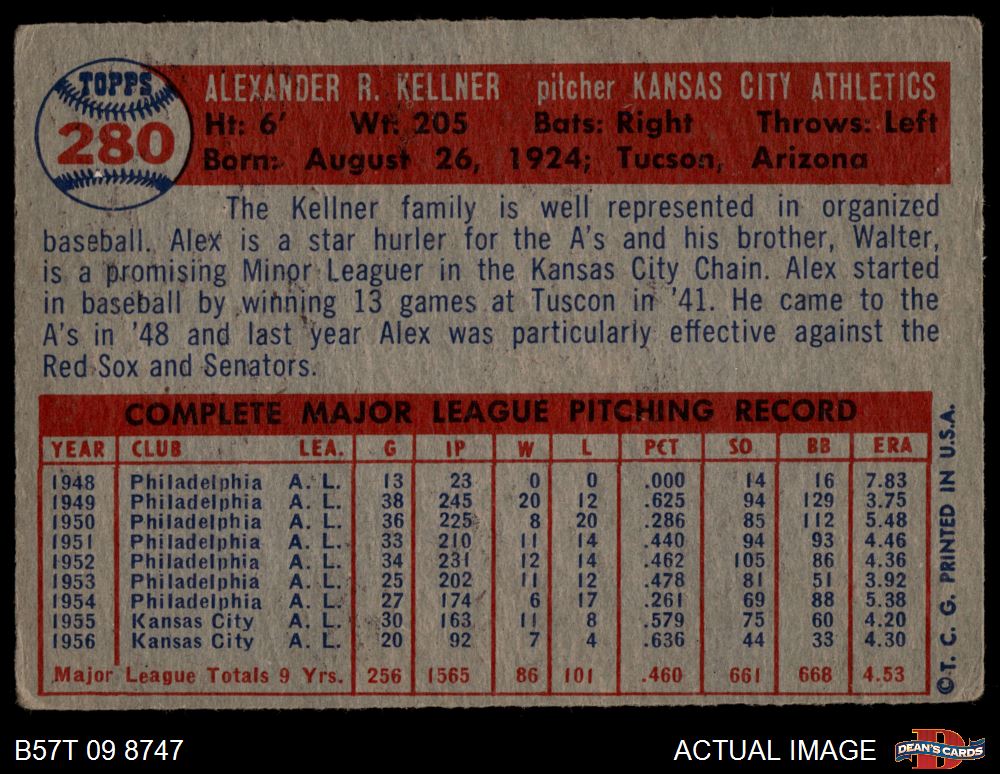 TOPPS
280
ALEXANDER R. KELLNER pitcher KANSAS CITY ATHLETICS
Ht: 6' Wt: 205 Bats: Right Throws: Left
Born: August 26, 1924; Tucson, Arizona
The Kellner family is well represented in organized
baseball. Alex is a star hurler for the A's and his brother, Walter,
is a promising Minor Leaguer in the Kansas City Chain. Alex started
in baseball by winning 13 games at Tuscon in '41. He came to the
A's in '48 and last year Alex was particularly effective against the
Red Sox and Senators.
COMPLETE MAJOR LEAGUE PITCHING RECORD
YEAR CLUB LEA. G IP W L PCT SO BB ERA
1948 Philadelphia A. L. 13 23 0 0 .000 14 16 7.83
1949 Philadelphia A. L. 38 245 20 12 .625 94 129 3.75
1950 Philadelphia A. L. 36 225 8 20 .286 85 112 5.48
1951 Philadelphia A. L. 33 210 11 14 .440 94 93 4.46
1952 Philadelphia A. L. 34 231 12 14 .462 105 86 4.36
1953 Philadelphia A. L. 25 202 11 12 .478 81 51 3.92
1954 Philadelphia A. L. 27 174 6 17 .261 69 88 5.38
1955 Kansas City A. L. 30 163 11 8 .579 75 60 4.20
1956 Kansas City A. L. 20 92 7 4 .636 44 33 4.30
Major League Totals 9 Yrs. 256 1565 86 101 .460 661 668 4.53
©T. C. G. PRINTED IN U.S.A.
B57T 09 8747
ACTUAL IMAGE
DEAN'S CARDS